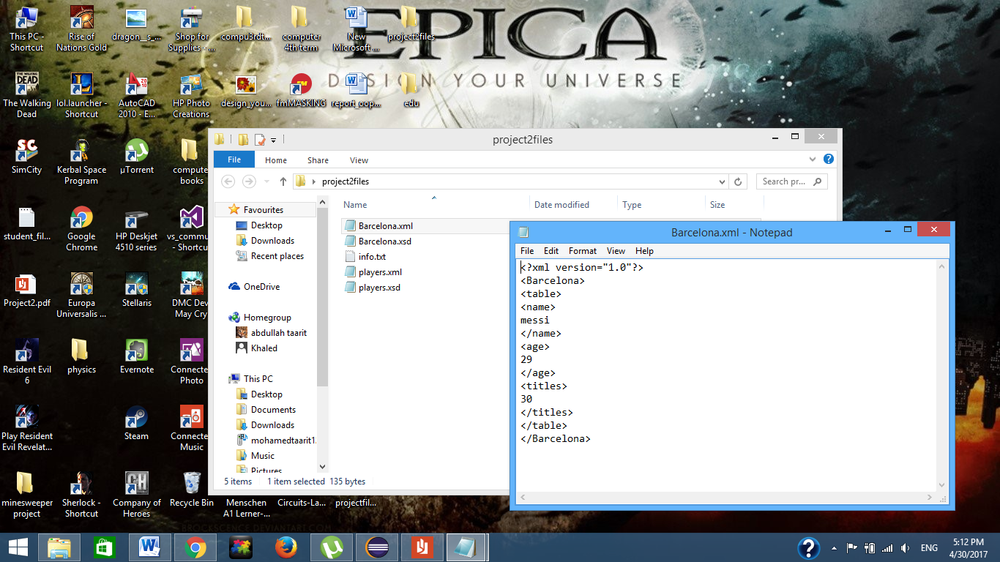 EPICA
DESIGN YOUR UNIVERSE
This PC -
Shortcut
Rise of
Nations Gold
dragon__s_...
Shop for
Supplies - ...
compu3rdt...
computer
4th term
New
Microsoft ...
project2files
The Walking
Dead
lol.launcher -
Shortcut
AutoCAD
2010 - E...
HP Photo
Creations
design_you...
fmMASKING
report_oop...
edu
SimCity
Kerbal Space
Program
µTorrent
compute
books
student_fil...
Google
Chrome
HP Deskjet
4510 series
vs_commu
- Shortcu
Project2.pdf
Europa
Universalis ...
Stellaris
DMC Dev
May Cry
Resident Evil
6
physics
Evernote
Connecte
Photo
Play Resident
Evil Revelat...
Steam
Connecte
Music
minesweeper
project
Sherlock -
Shortcut
Company of
Heroes
Recycle Bin
Menschen
A1 Lerner-...
Circuits-La...
projectfil...
BROCKSCENCE.DEVIANTART.COM
project2files
File
Home
Share
View
project2files
Search pr...
Name
Date modified
Type
Size
Favourites
Desktop
Downloads
Recent places
OneDrive
Homegroup
abdullah taarit
Khaled
This PC
Desktop
Documents
Downloads
mohamedtaarit1.
Music
Pictures
Barcelona.xml
Barcelona.xsd
info.txt
players.xml
players.xsd
5 items
1 item selected 135 bytes
Barcelona.xml - Notepad
File Edit Format View Help
<?xml version="1.0"?>
<Barcelona>
<table>
<name>
messi
</name>
<age>
29
</age>
<titles>
30
</titles>
</table>
</Barcelona>
ENG
5:12 PM
4/30/2017